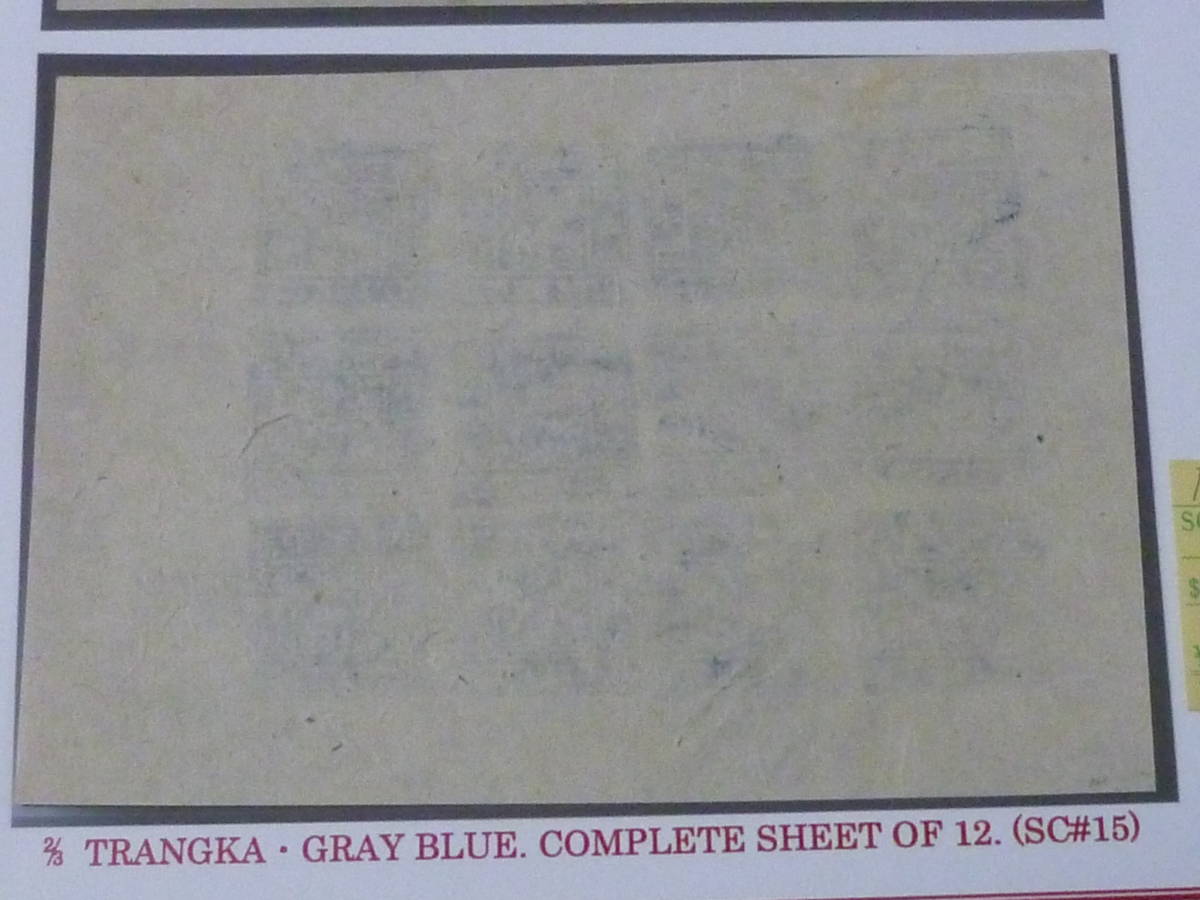 ⅔ TRANGKA · GRAY BLUE. COMPLETE SHEET OF 12. (SC#15)
$